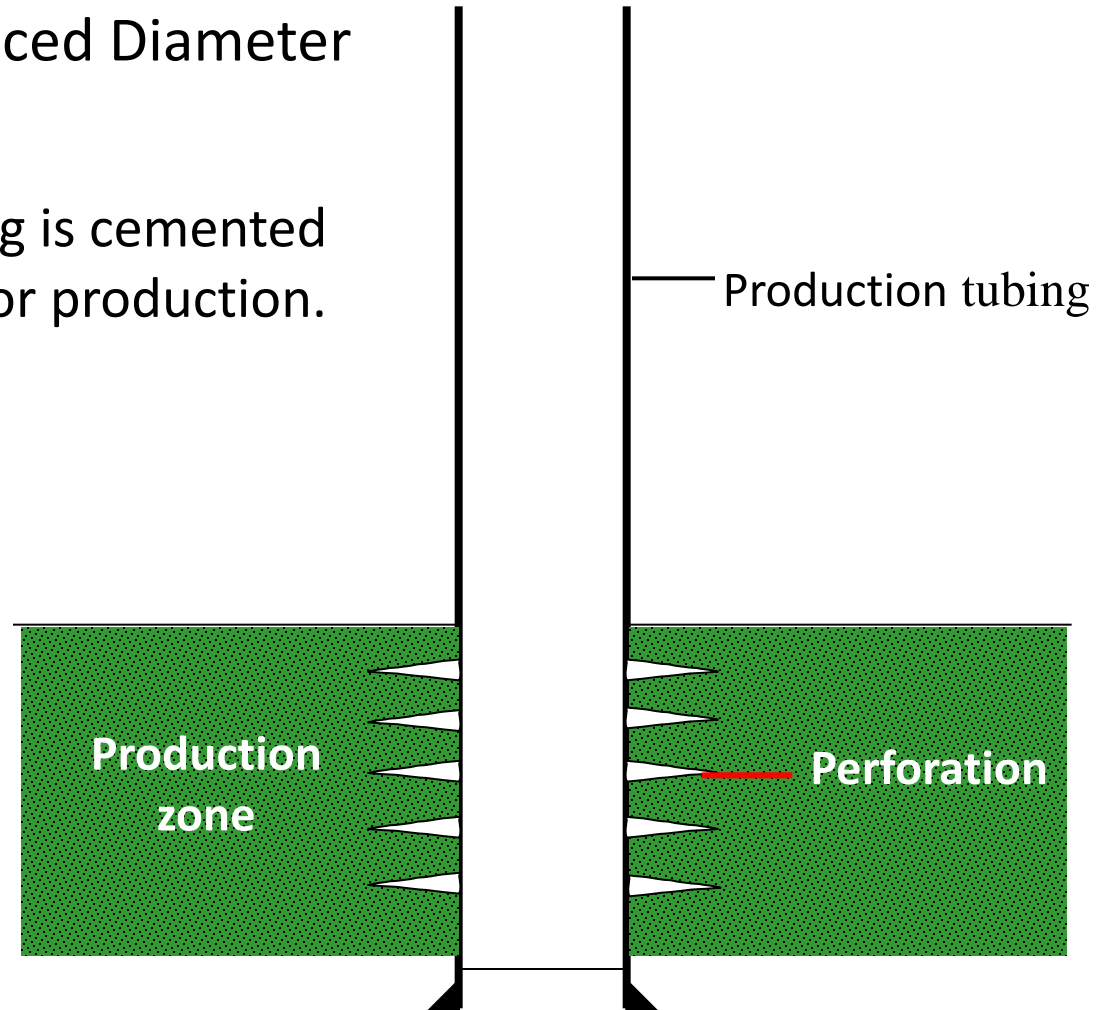 ced Diameter
g is cemented
or production.
Production tubing
Production
zone
Perforation